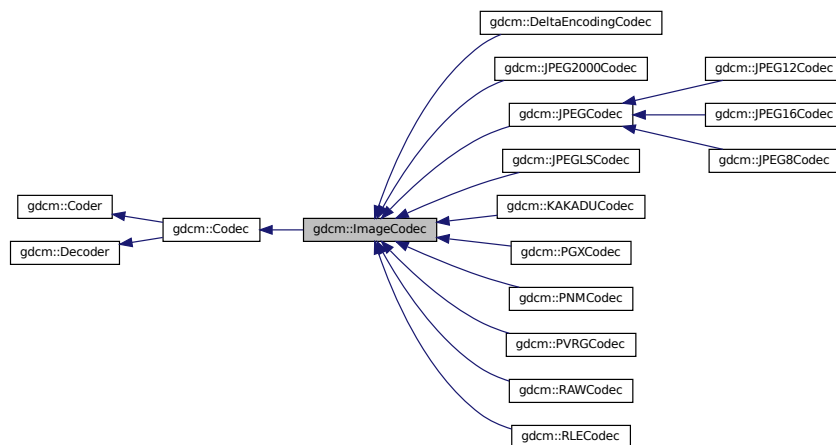 gdcm::DeltaEncodingCodec
gdcm::JPEG2000Codec
gdcm::JPEG12Codec
gdcm::JPEGCodec
gdcm::JPEG16Codec
gdcm::JPEGLSCodec
gdcm::JPEG8Codec
gdcm::Coder
gdcm::KAKADUCodec
gdcm::Codec
gdcm::ImageCodec
gdcm::Decoder
gdcm::PGXCodec
gdcm::PNMCodec
gdcm::PVRGCodec
gdcm::RAWCodec
gdcm::RLECodec